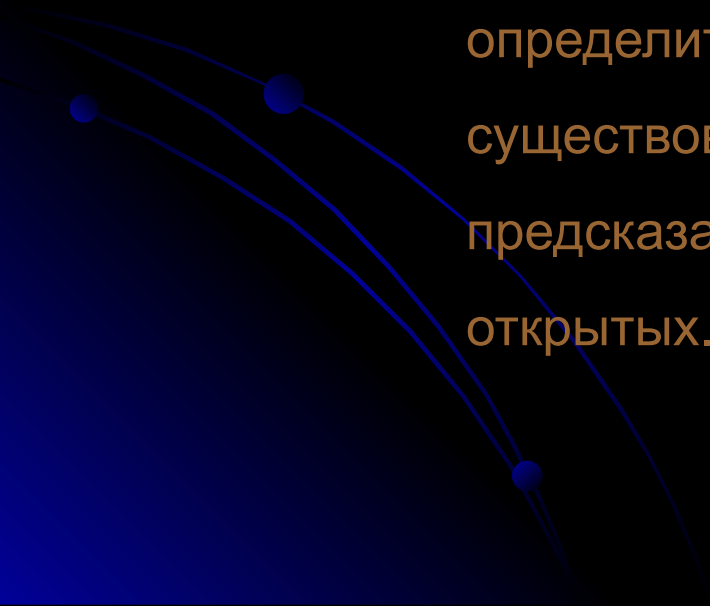 определит
существов
предсказа
открытых.